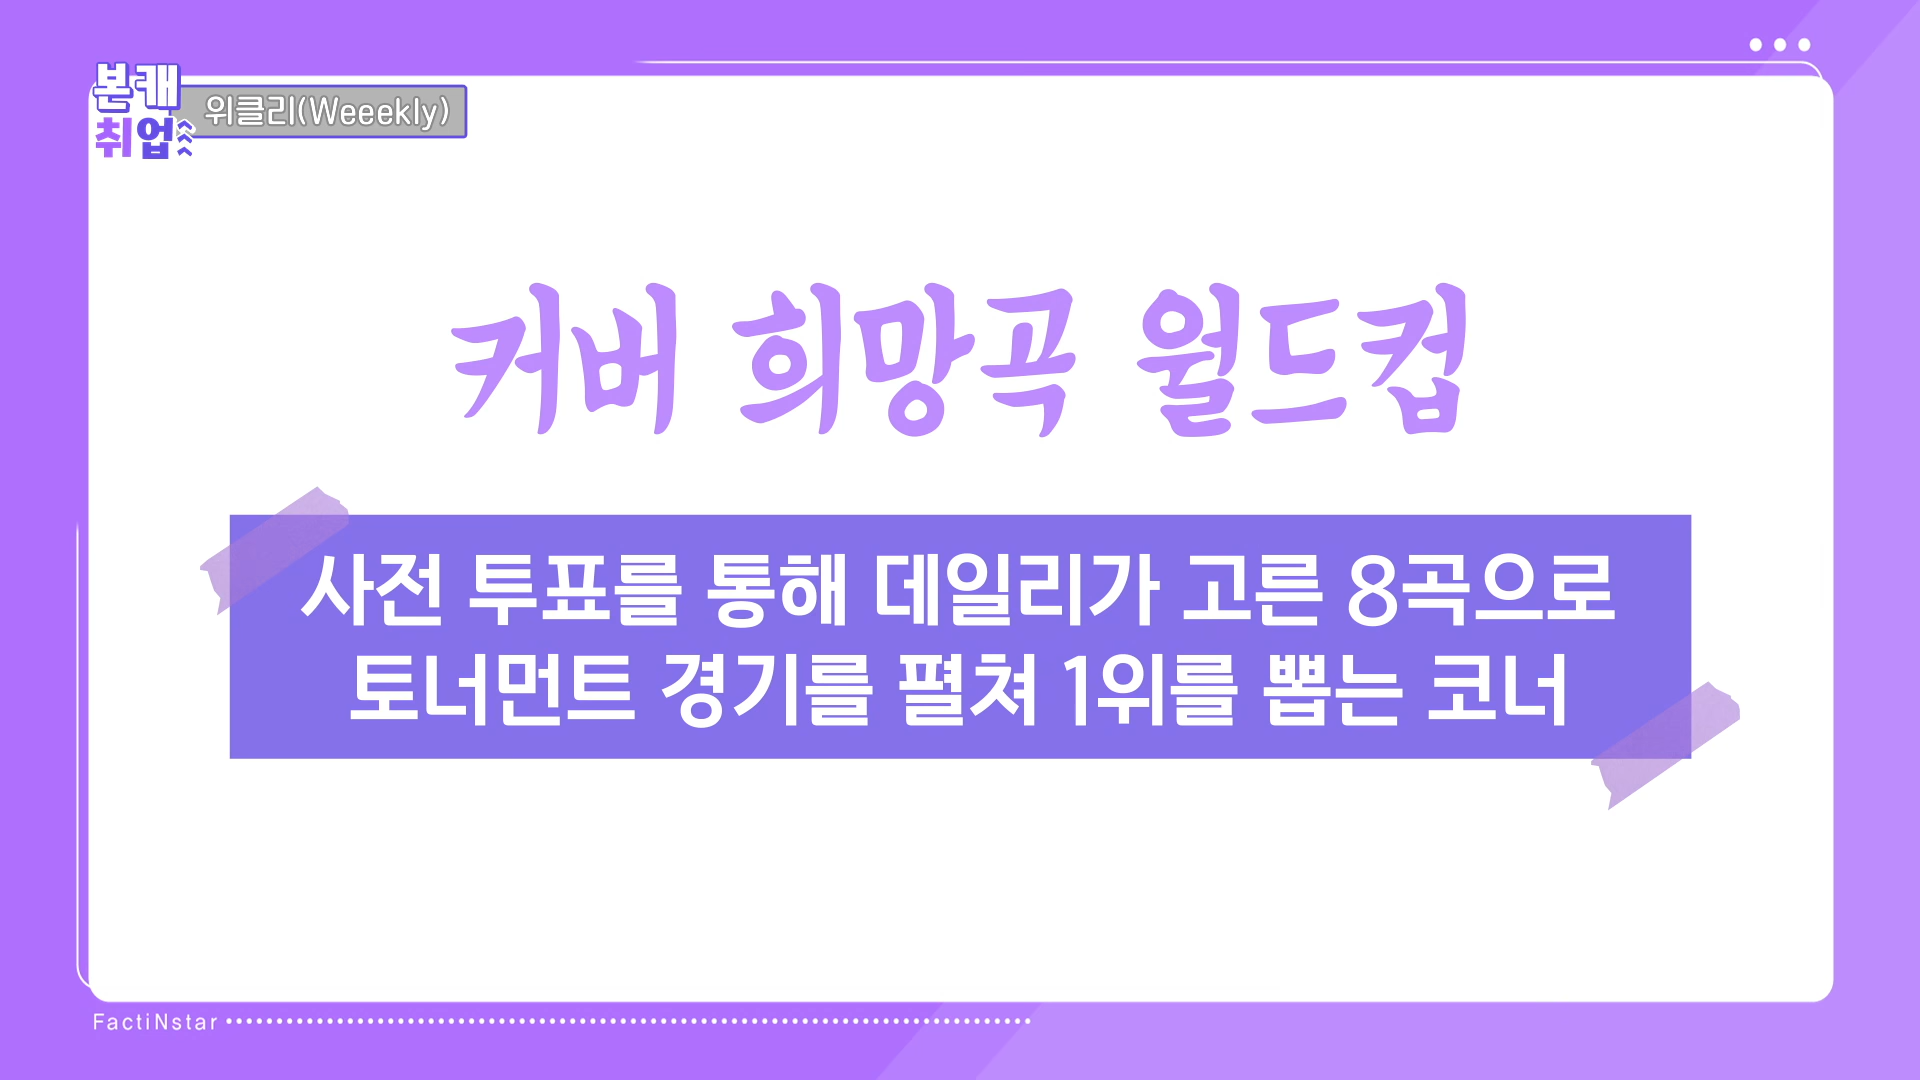 본캐
취업
위클리(Weeekly)
커버 희망곡 월드컵
사전 투표를 통해 데일리가 고른 8곡으로
토너먼트 경기를 펼쳐 1위를 뽑는 코너
FactiNstar